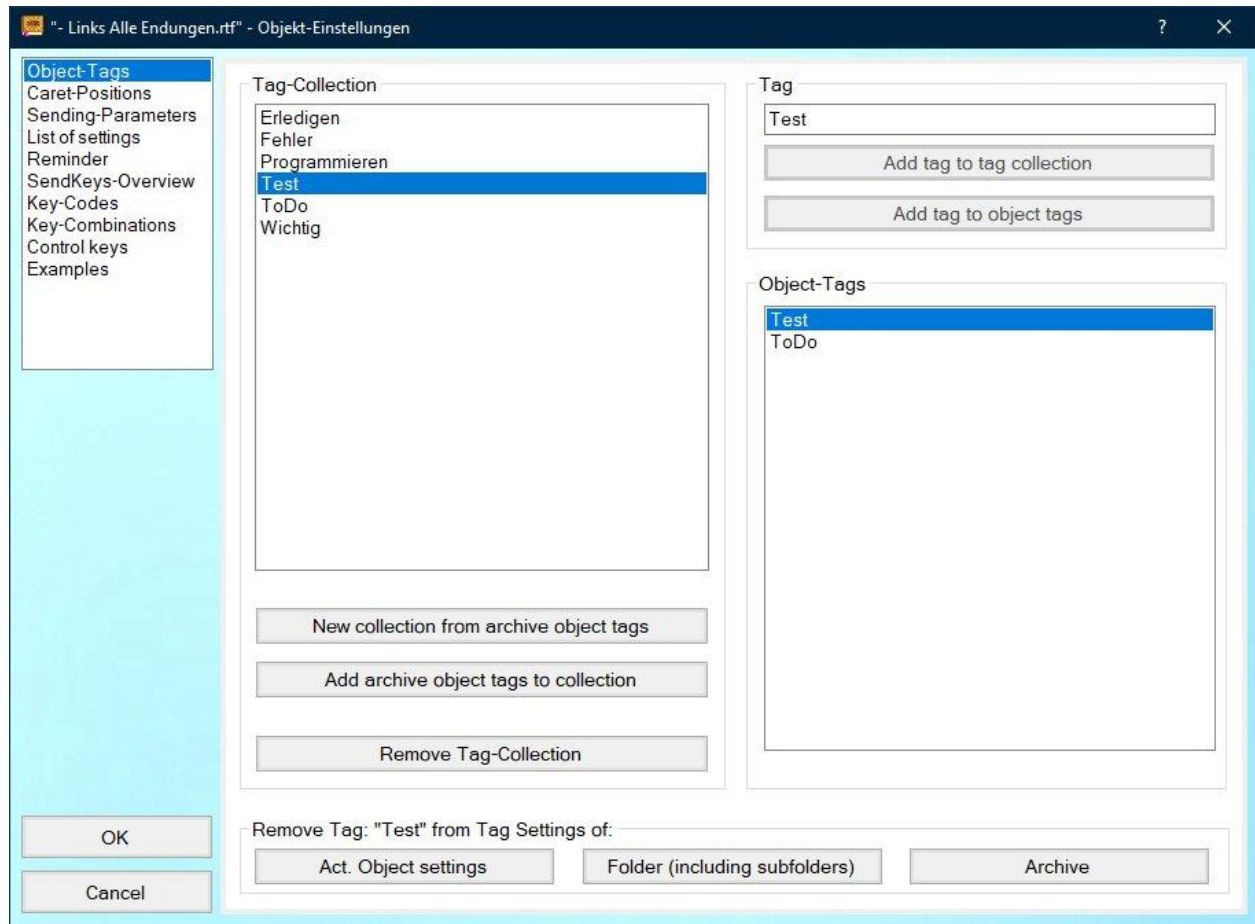 "- Links Alle Endungen.rtf" - Objekt-Einstellungen
?
Object-Tags
Caret-Positions
Sending-Parameters
List of settings
Reminder
SendKeys-Overview
Key-Codes
Key-Combinations
Control keys
Examples
OK
Cancel
Tag-Collection
Erledigen
Fehler
Programmieren
Test
ToDo
Wichtig
New collection from archive object tags
Add archive object tags to collection
Remove Tag-Collection
Tag
Test
Add tag to tag collection
Add tag to object tags
Object-Tags
Test
ToDo
Remove Tag: "Test" from Tag Settings of:
Act. Object settings
Folder (including subfolders)
Archive